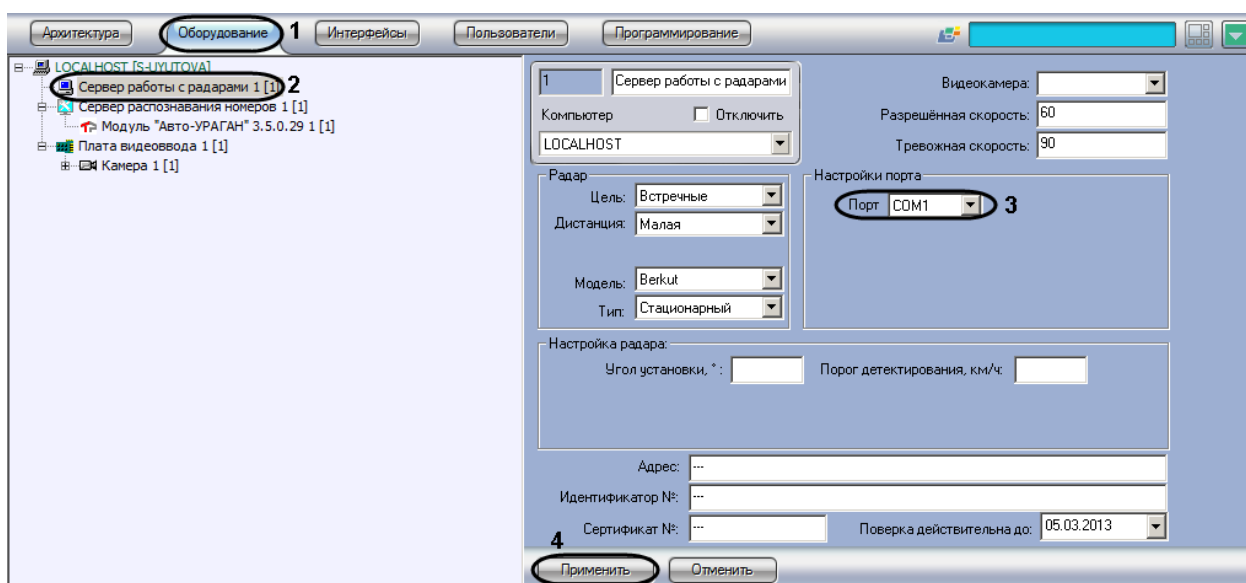 Архитектура Оборудование 1 Интерфейсы Пользователи Программирование
LOCALHOST [S-UYUTOVA]
Сервер работы с радарами 1 [1] 2
Сервер распознавания номеров 1 [1]
Модуль "Авто-УРАГАН" 3.5.0.29 1 [1]
Плата видеоввода 1 [1]
Камера 1 [1]
1 Сервер работы с радарами
Компьютер Отключить
LOCALHOST
Видеокамера:
Разрешённая скорость: 60
Тревожная скорость: 90
Радар
Цель: Встречные
Дистанция: Малая
Модель: Berkut
Тип: Стационарный
Настройки порта
Порт COM1 3
Настройка радара:
Угол установки, ° : Порог детектирования, км/ч:
Адрес: ---
Идентификатор №: ---
Сертификат №: --- Поверка действительна до: 05.03.2013
4
Применить Отменить